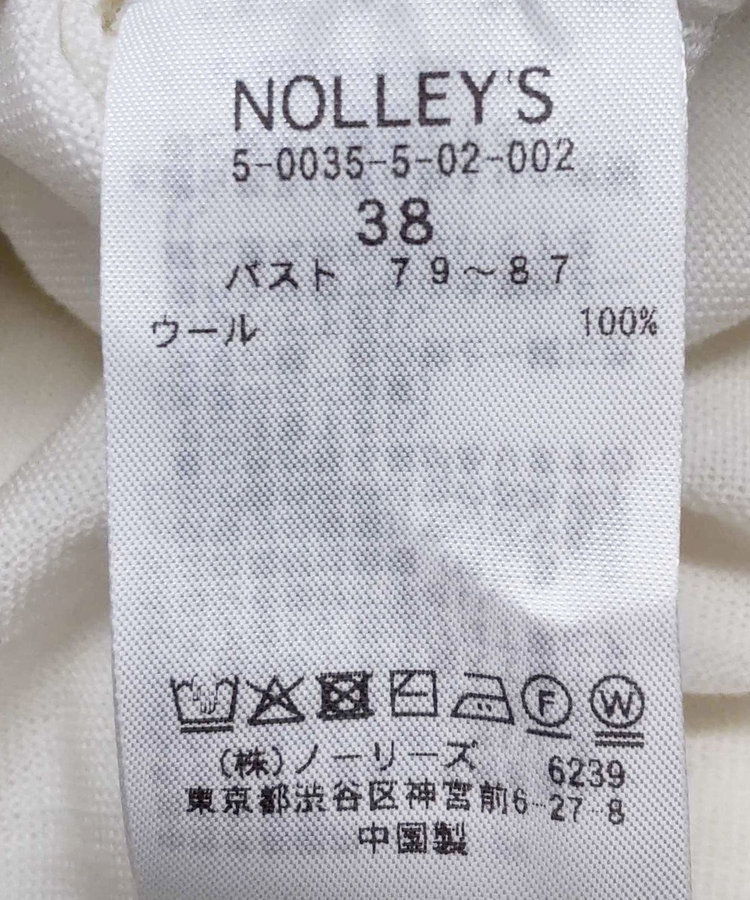 NOLLEY'S
5-0035-5-02-002
38
バスト 79～87
ウール 100%
F W
(株)ノーリーズ 6239
東京都渋谷区神宮前6-27-8
中国製